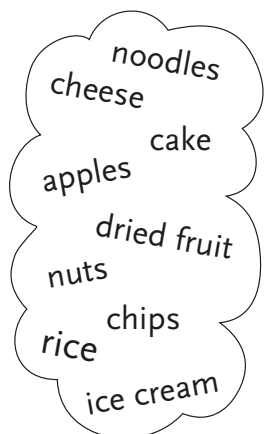 noodles
cheese
cake
apples
dried fruit
nuts
chips
rice
ice cream